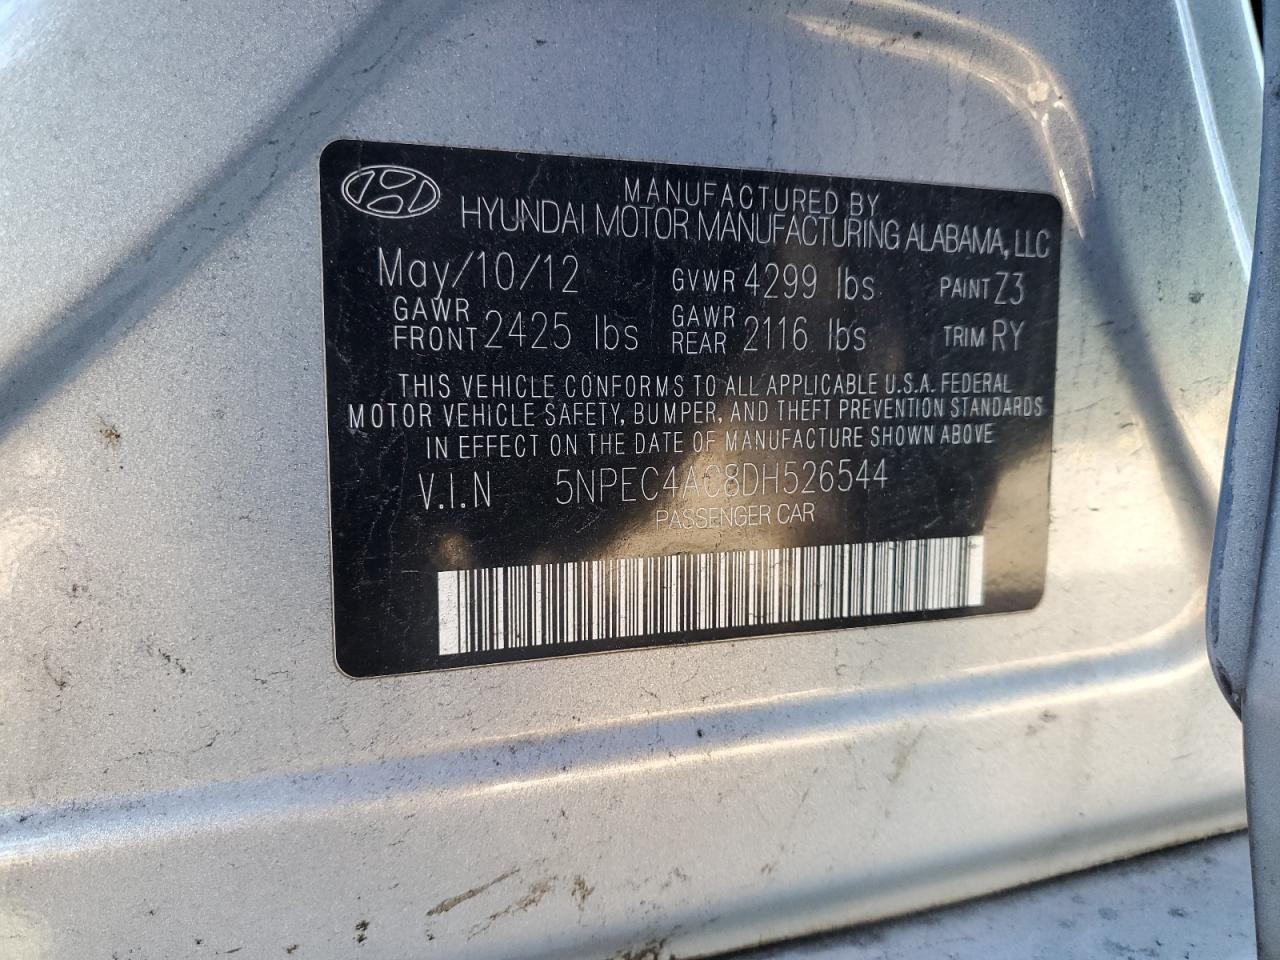 MANUFACTURED BY
HYUNDAI MOTOR MANUFACTURING ALABAMA, LLC
May/10/12 GVWR 4299 lbs PAINT Z3
GAWR FRONT 2425 lbs GAWR REAR 2116 lbs TRIM RY
THIS VEHICLE CONFORMS TO ALL APPLICABLE U.S.A. FEDERAL
MOTOR VEHICLE SAFETY, BUMPER, AND THEFT PREVENTION STANDARDS
IN EFFECT ON THE DATE OF MANUFACTURE SHOWN ABOVE
V.I.N 5NPEC4AC8DH526544
PASSENGER CAR